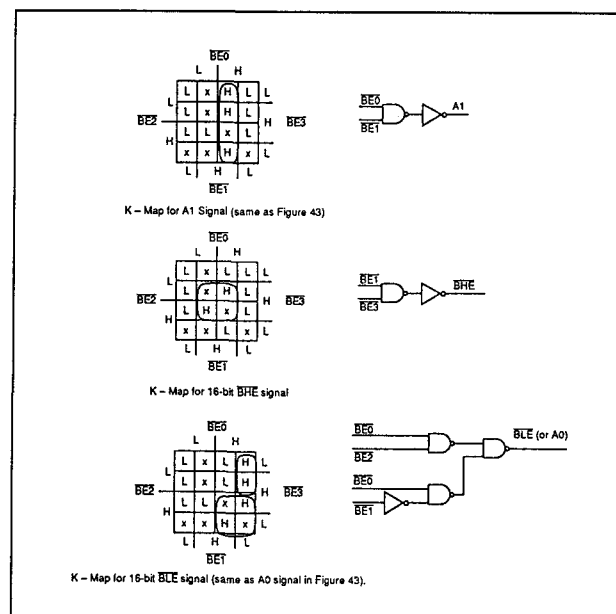 BE0
L H
L x H L L
L
L L H L
BE2 H BE3
L L x L
H
x x H x L
L H L
BE1
BE0
BE1
A1
K – Map for A1 Signal (same as Figure 43)
BE0
L H
L x L L L
L
L x H L
BE2 H BE3
L H x L
H
x x L x L
L H L
BE1
BE1
BE3
BHE
K – Map for 16-bit BHE signal
BE0
L H
L x L H L
L
L L L H
BE2 H BE3
L L x H
H
x x H x L
L H L
BE1
BE0
BE2
BE0
BE1
BLE (or A0)
K – Map for 16-bit BLE signal (same as A0 signal in Figure 43).